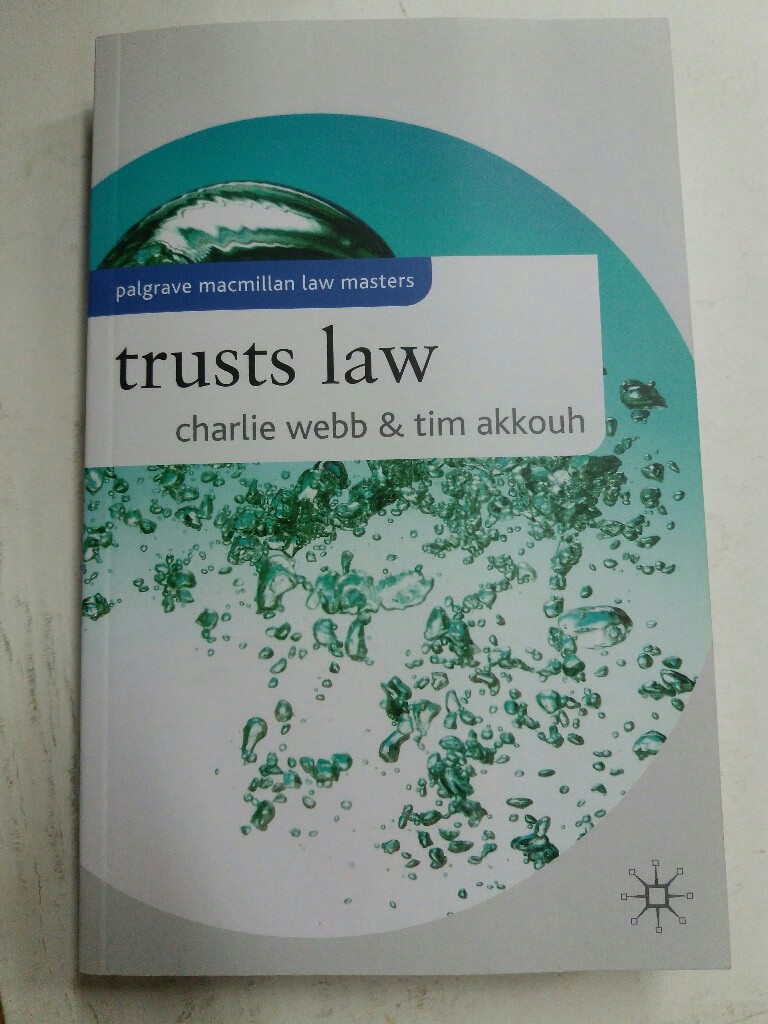 palgrave macmillan law masters
trusts law
charlie webb & tim akkouh